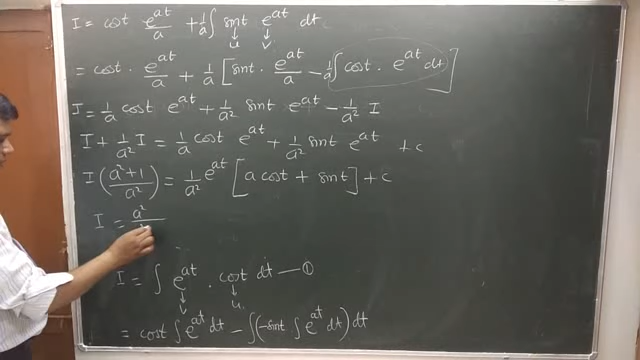 I = cost e^at/a + 1/a ∫ sint e^at dt
↓ ↓
u v
= cost · e^at/a + 1/a [ sint · e^at/a - 1/a ∫ cost · e^at dt ]
I = 1/a cost e^at + 1/a² sint e^at - 1/a² I
I + 1/a² I = 1/a cost e^at + 1/a² sint e^at + c
I ( a²+1 / a² ) = 1/a² e^at [ a cost + sint ] + c
I = a²/
I = ∫ e^at · cost dt — ①
↓ ↓
v u
= cost ∫ e^at dt - ∫ ( -sint ∫ e^at dt ) dt